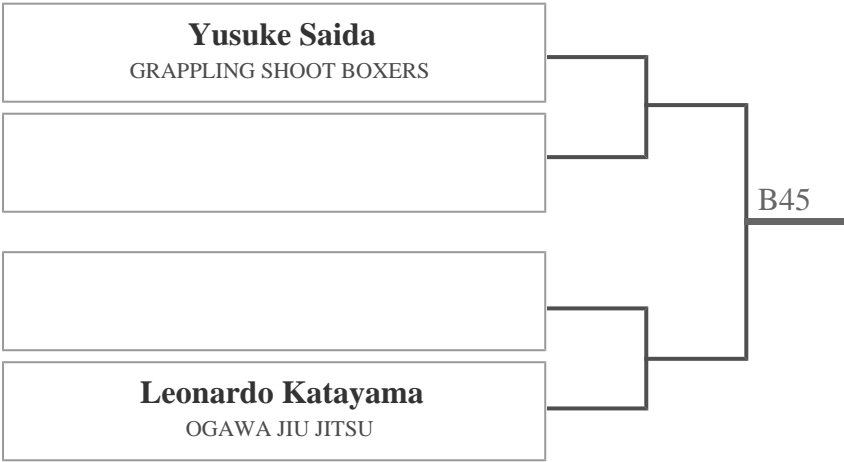 Yusuke Saida
GRAPPLING SHOOT BOXERS
B45
Leonardo Katayama
OGAWA JIU JITSU